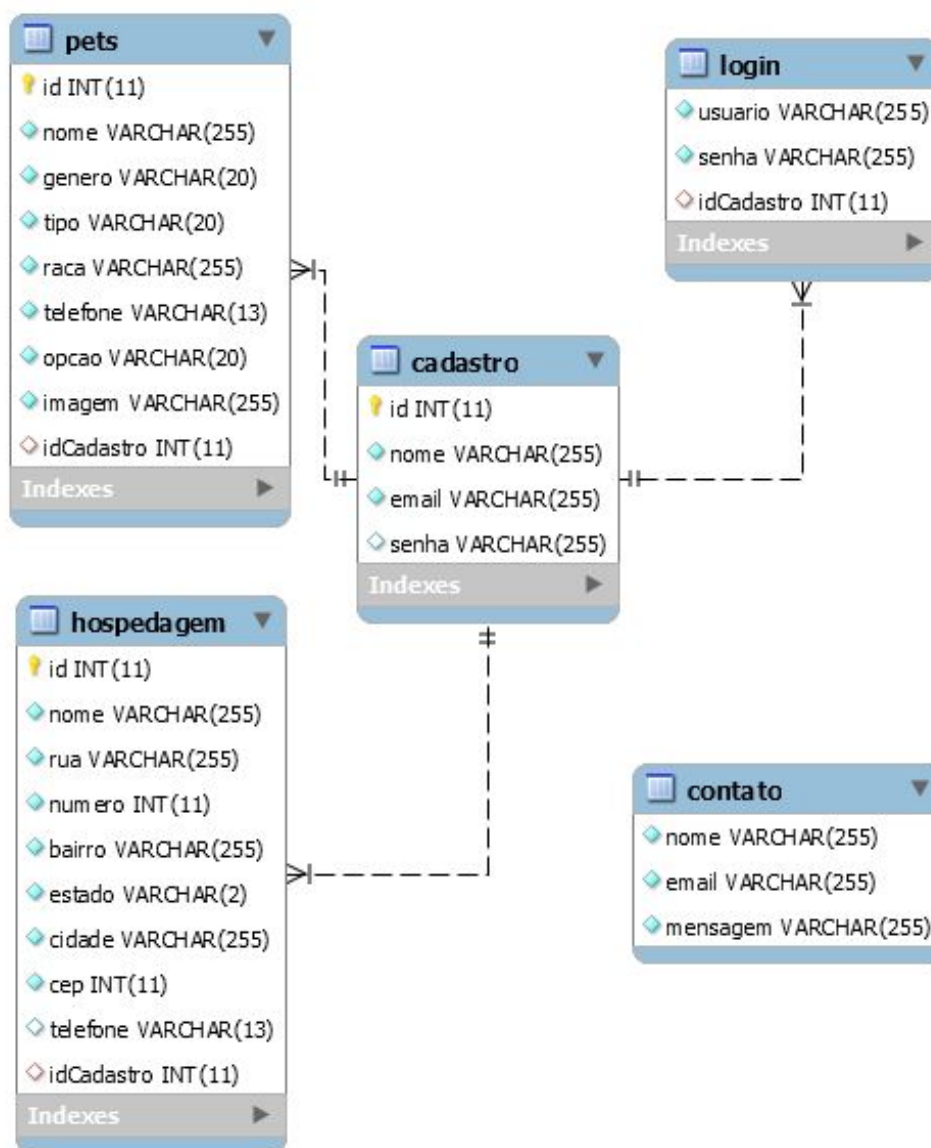 pets
id INT(11)
nome VARCHAR(255)
genero VARCHAR(20)
tipo VARCHAR(20)
raca VARCHAR(255)
telefone VARCHAR(13)
opcao VARCHAR(20)
imagem VARCHAR(255)
idCadastro INT(11)
Indexes
login
usuario VARCHAR(255)
senha VARCHAR(255)
idCadastro INT(11)
Indexes
cadastro
id INT(11)
nome VARCHAR(255)
email VARCHAR(255)
senha VARCHAR(255)
Indexes
hospedagem
id INT(11)
nome VARCHAR(255)
rua VARCHAR(255)
numero INT(11)
bairro VARCHAR(255)
estado VARCHAR(2)
cidade VARCHAR(255)
cep INT(11)
telefone VARCHAR(13)
idCadastro INT(11)
Indexes
contato
nome VARCHAR(255)
email VARCHAR(255)
mensagem VARCHAR(255)